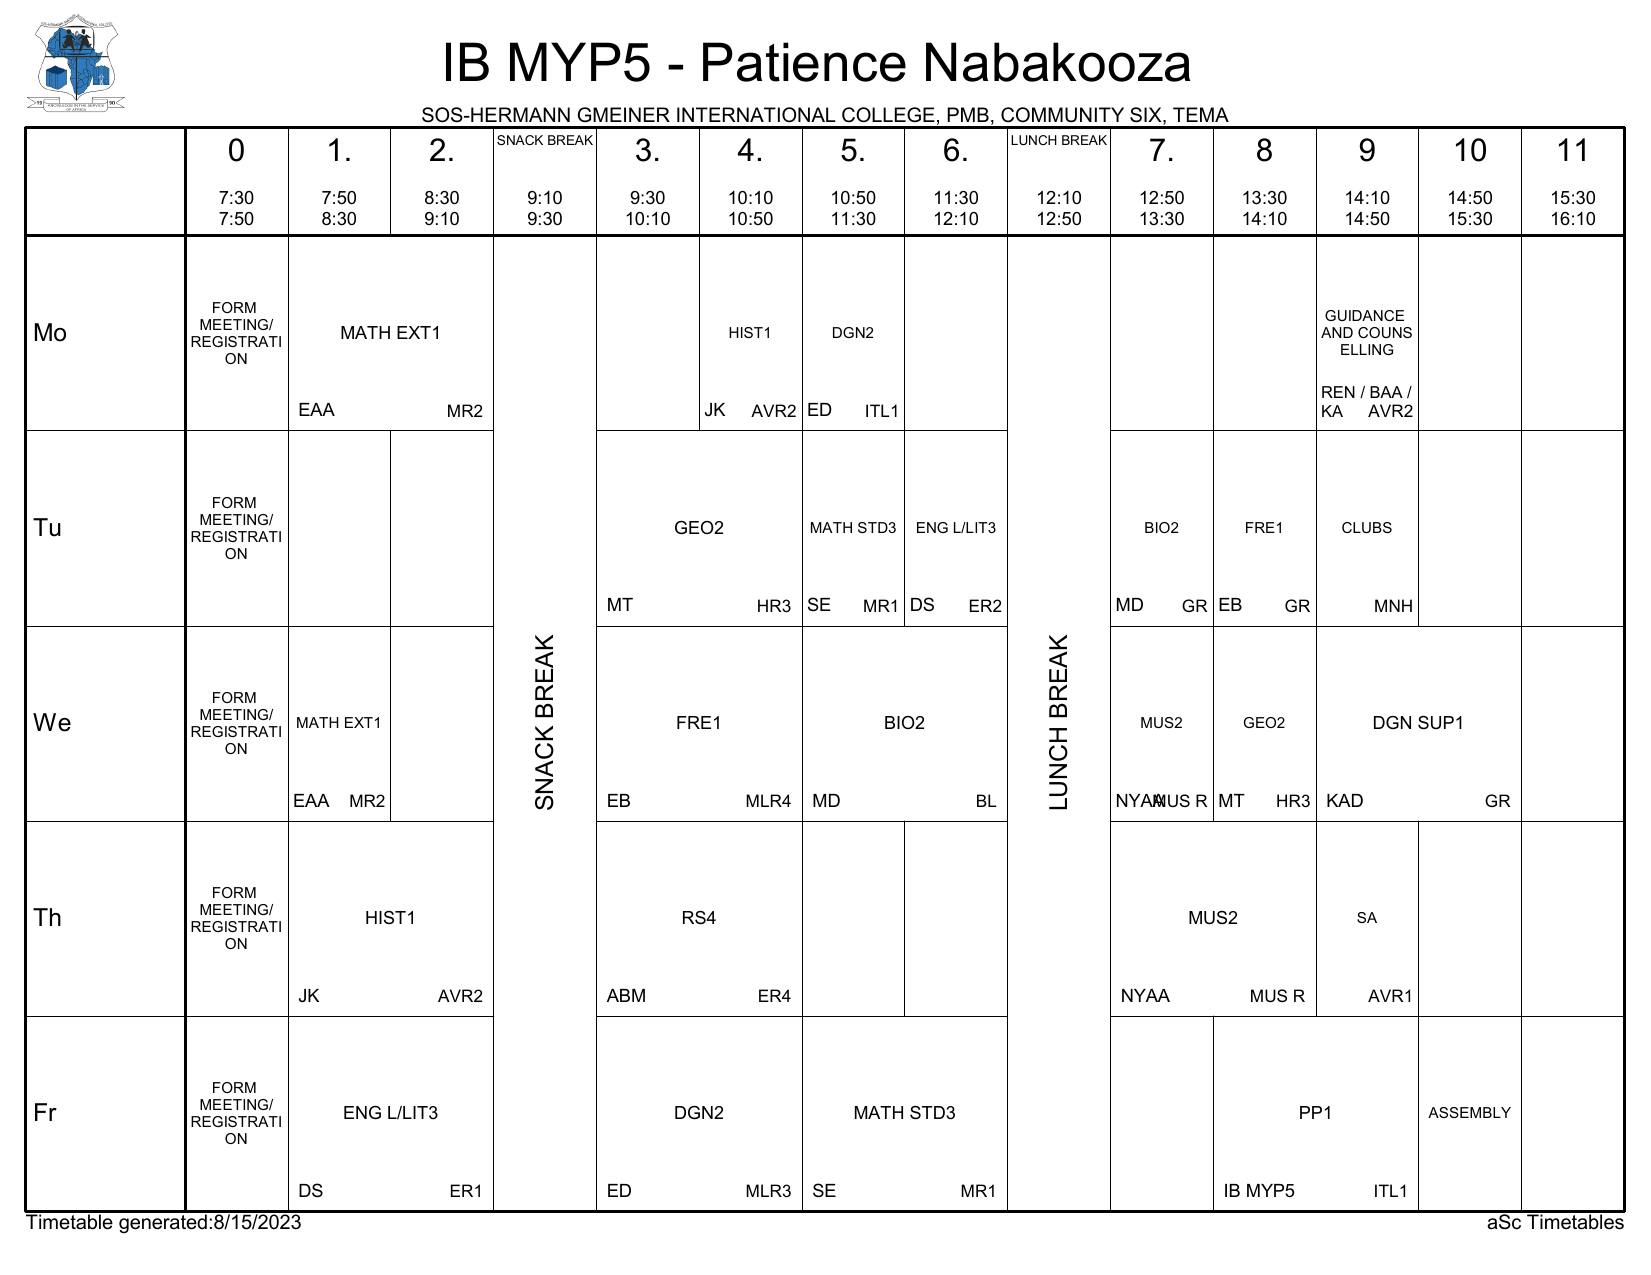 IB MYP5 - Patience Nabakooza
SOS-HERMANN GMEINER INTERNATIONAL COLLEGE, PMB, COMMUNITY SIX, TEMA
19 90
KNOWLEDGE IN THE SERVICE
OF AFRICA
0 1. 2. SNACK BREAK 3. 4. 5. 6. LUNCH BREAK 7. 8 9 10 11
7:30 7:50 8:30 9:10 9:30 10:10 10:50 11:30 12:10 12:50 13:30 14:10 14:50 15:30
7:50 8:30 9:10 9:30 10:10 10:50 11:30 12:10 12:50 13:30 14:10 14:50 15:30 16:10
Mo
FORM
MEETING/
REGISTRATI
ON
MATH EXT1
EAA MR2
HIST1
JK AVR2
DGN2
ED ITL1
GUIDANCE
AND COUNS
ELLING
REN / BAA /
KA AVR2
Tu
FORM
MEETING/
REGISTRATI
ON
GEO2
MT HR3
MATH STD3
SE MR1
ENG L/LIT3
DS ER2
BIO2
MD GR
FRE1
EB GR
CLUBS
MNH
SNACK BREAK
LUNCH BREAK
We
FORM
MEETING/
REGISTRATI
ON
MATH EXT1
EAA MR2
FRE1
EB MLR4
BIO2
MD BL
MUS2
NYAA MUS R
GEO2
MT HR3
DGN SUP1
KAD GR
Th
FORM
MEETING/
REGISTRATI
ON
HIST1
JK AVR2
RS4
ABM ER4
MUS2
NYAA MUS R
SA
AVR1
Fr
FORM
MEETING/
REGISTRATI
ON
ENG L/LIT3
DS ER1
DGN2
ED MLR3
MATH STD3
SE MR1
PP1
IB MYP5 ITL1
ASSEMBLY
Timetable generated:8/15/2023
aSc Timetables